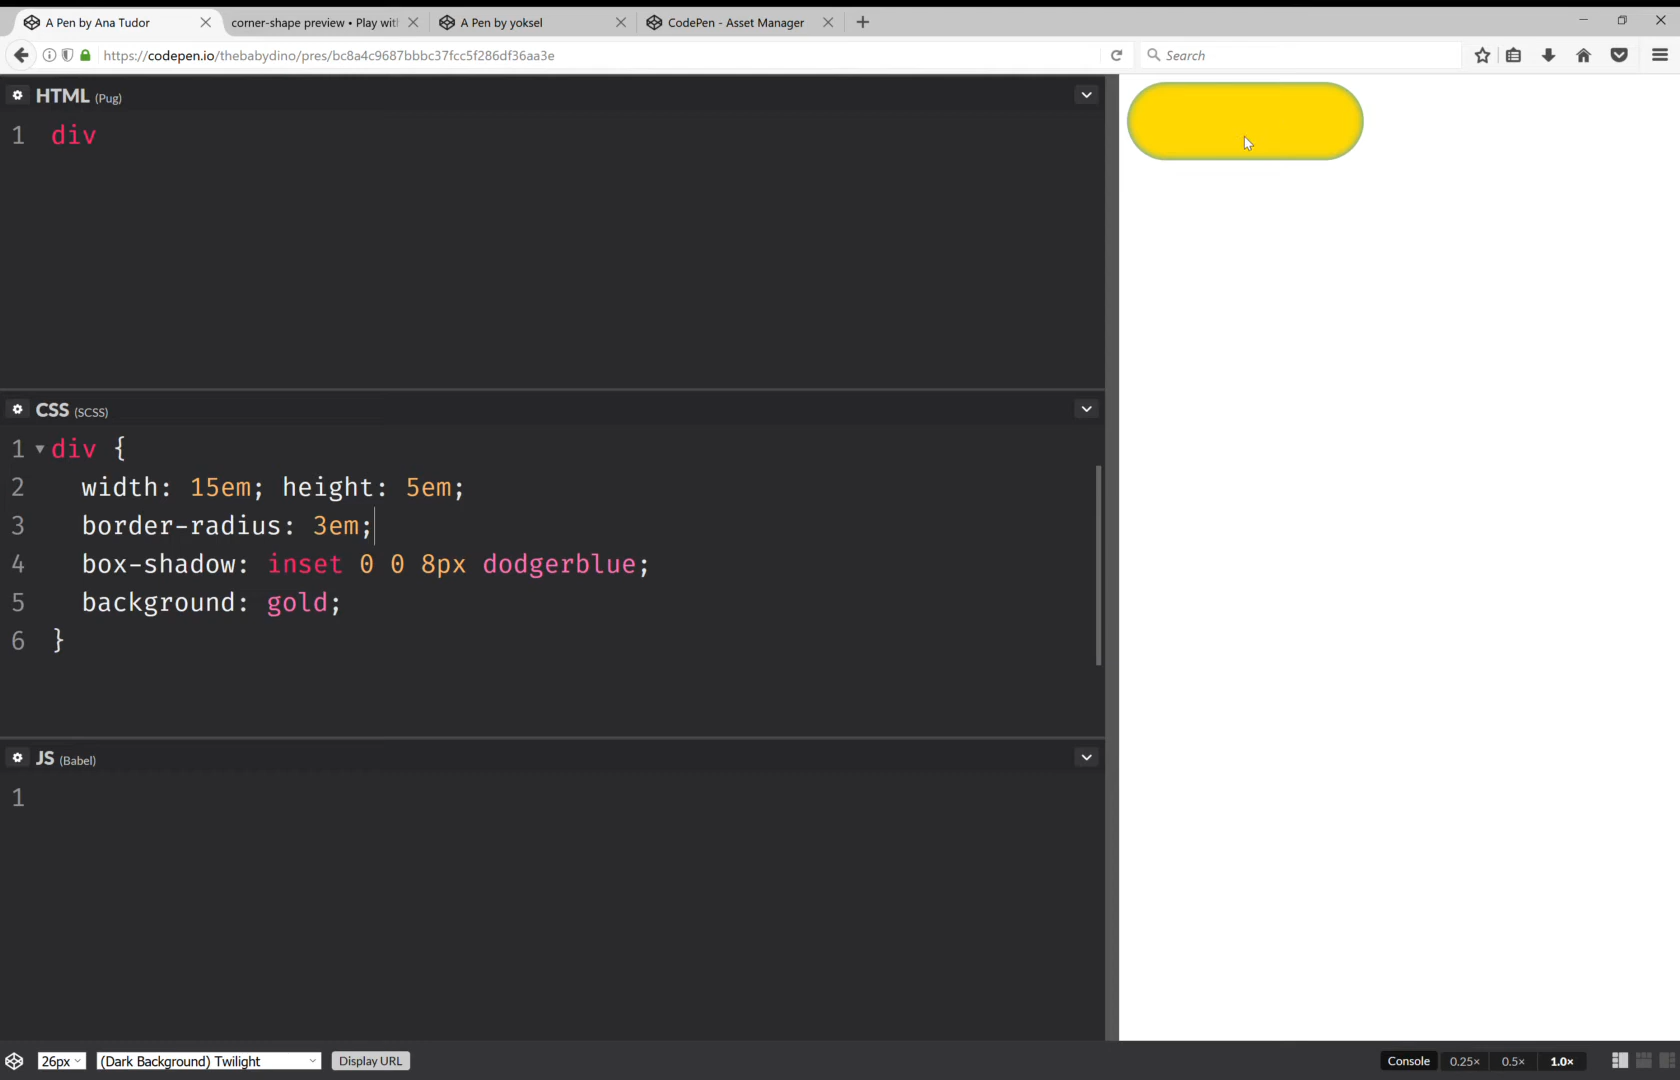 A Pen by Ana Tudor
corner-shape preview • Play wit
A Pen by yoksel
CodePen - Asset Manager
https://codepen.io/thebabydino/pres/bc8a4c9687bbbc37fcc5f286df36aa3e
Search
HTML (Pug)
1 div
CSS (SCSS)
1 div {
2 width: 15em; height: 5em;
3 border-radius: 3em;
4 box-shadow: inset 0 0 8px dodgerblue;
5 background: gold;
6 }
JS (Babel)
1
26px
(Dark Background) Twilight
Display URL
Console
0.25×
0.5×
1.0×